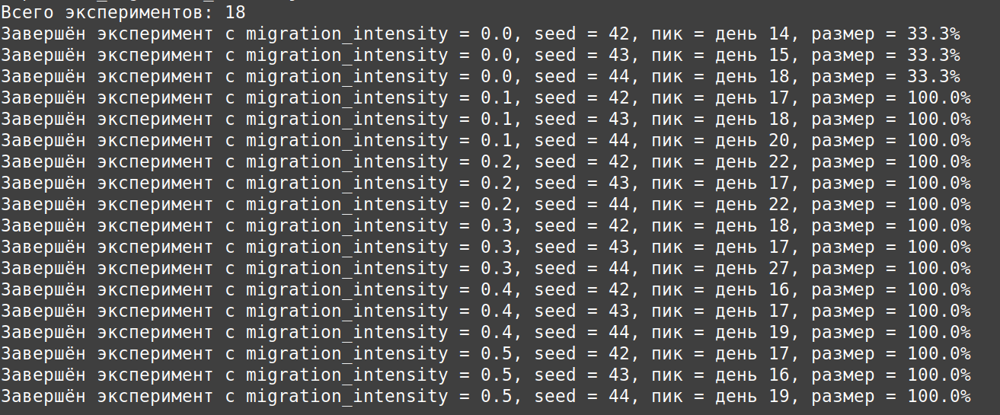 Всего экспериментов: 18
Завершён эксперимент с migration_intensity = 0.0, seed = 42, пик = день 14, размер = 33.3%
Завершён эксперимент с migration_intensity = 0.0, seed = 43, пик = день 15, размер = 33.3%
Завершён эксперимент с migration_intensity = 0.0, seed = 44, пик = день 18, размер = 33.3%
Завершён эксперимент с migration_intensity = 0.1, seed = 42, пик = день 17, размер = 100.0%
Завершён эксперимент с migration_intensity = 0.1, seed = 43, пик = день 18, размер = 100.0%
Завершён эксперимент с migration_intensity = 0.1, seed = 44, пик = день 20, размер = 100.0%
Завершён эксперимент с migration_intensity = 0.2, seed = 42, пик = день 22, размер = 100.0%
Завершён эксперимент с migration_intensity = 0.2, seed = 43, пик = день 17, размер = 100.0%
Завершён эксперимент с migration_intensity = 0.2, seed = 44, пик = день 22, размер = 100.0%
Завершён эксперимент с migration_intensity = 0.3, seed = 42, пик = день 18, размер = 100.0%
Завершён эксперимент с migration_intensity = 0.3, seed = 43, пик = день 17, размер = 100.0%
Завершён эксперимент с migration_intensity = 0.3, seed = 44, пик = день 27, размер = 100.0%
Завершён эксперимент с migration_intensity = 0.4, seed = 42, пик = день 16, размер = 100.0%
Завершён эксперимент с migration_intensity = 0.4, seed = 43, пик = день 17, размер = 100.0%
Завершён эксперимент с migration_intensity = 0.4, seed = 44, пик = день 19, размер = 100.0%
Завершён эксперимент с migration_intensity = 0.5, seed = 42, пик = день 17, размер = 100.0%
Завершён эксперимент с migration_intensity = 0.5, seed = 43, пик = день 16, размер = 100.0%
Завершён эксперимент с migration_intensity = 0.5, seed = 44, пик = день 19, размер = 100.0%